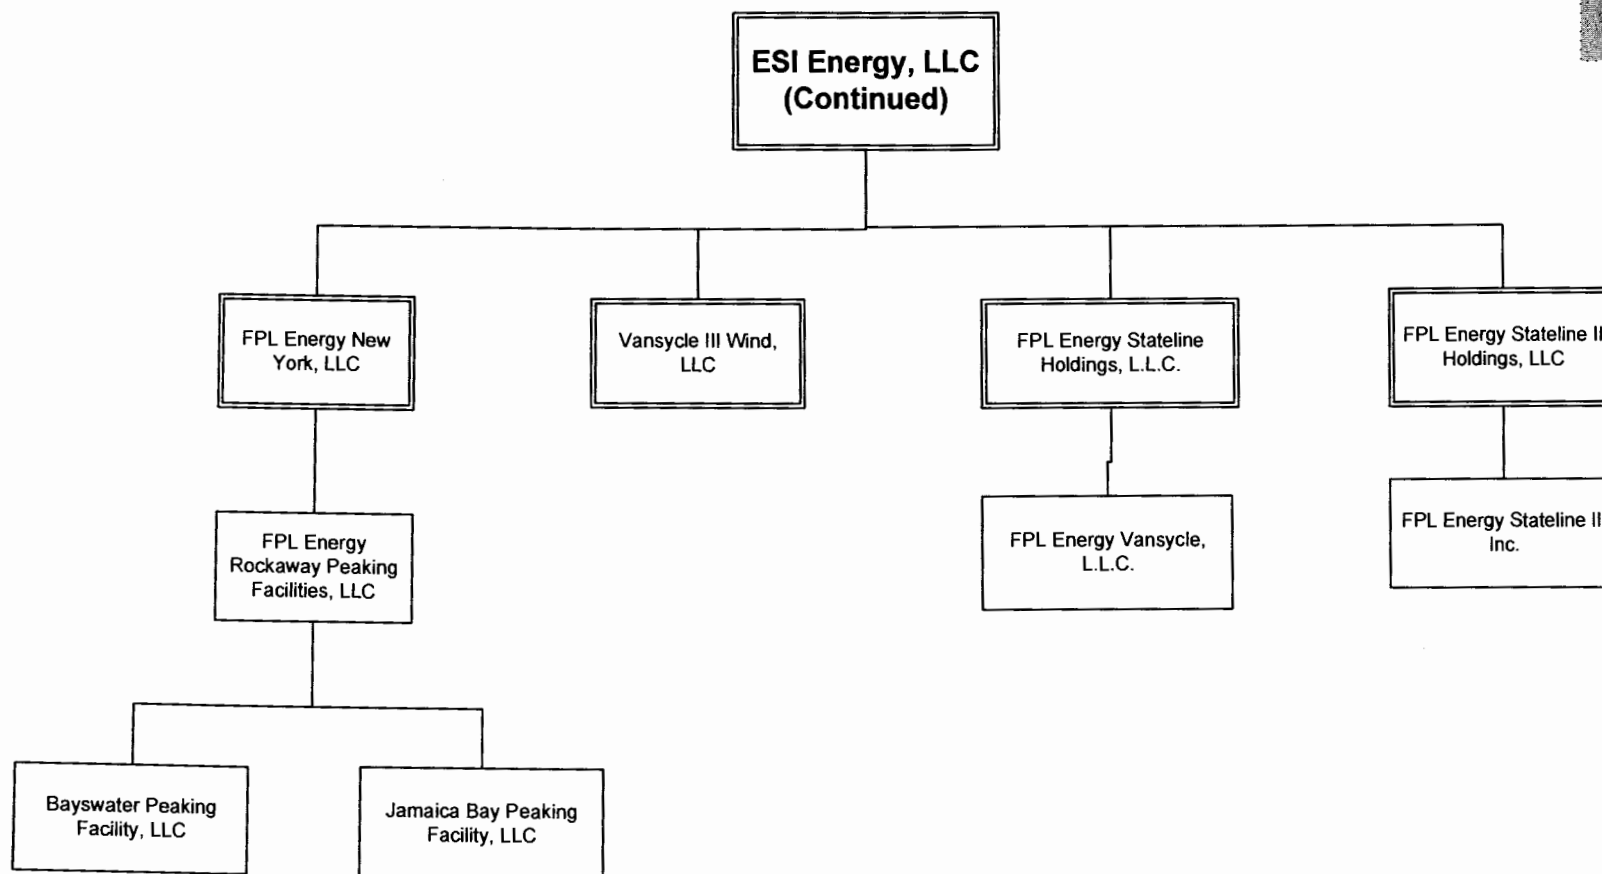 ESI Energy, LLC
(Continued)
FPL Energy New
York, LLC
Vansycle III Wind,
LLC
FPL Energy Stateline
Holdings, L.L.C.
FPL Energy Stateline II
Holdings, LLC
FPL Energy
Rockaway Peaking
Facilities, LLC
FPL Energy Vansycle,
L.L.C.
FPL Energy Stateline II
Inc.
Bayswater Peaking
Facility, LLC
Jamaica Bay Peaking
Facility, LLC